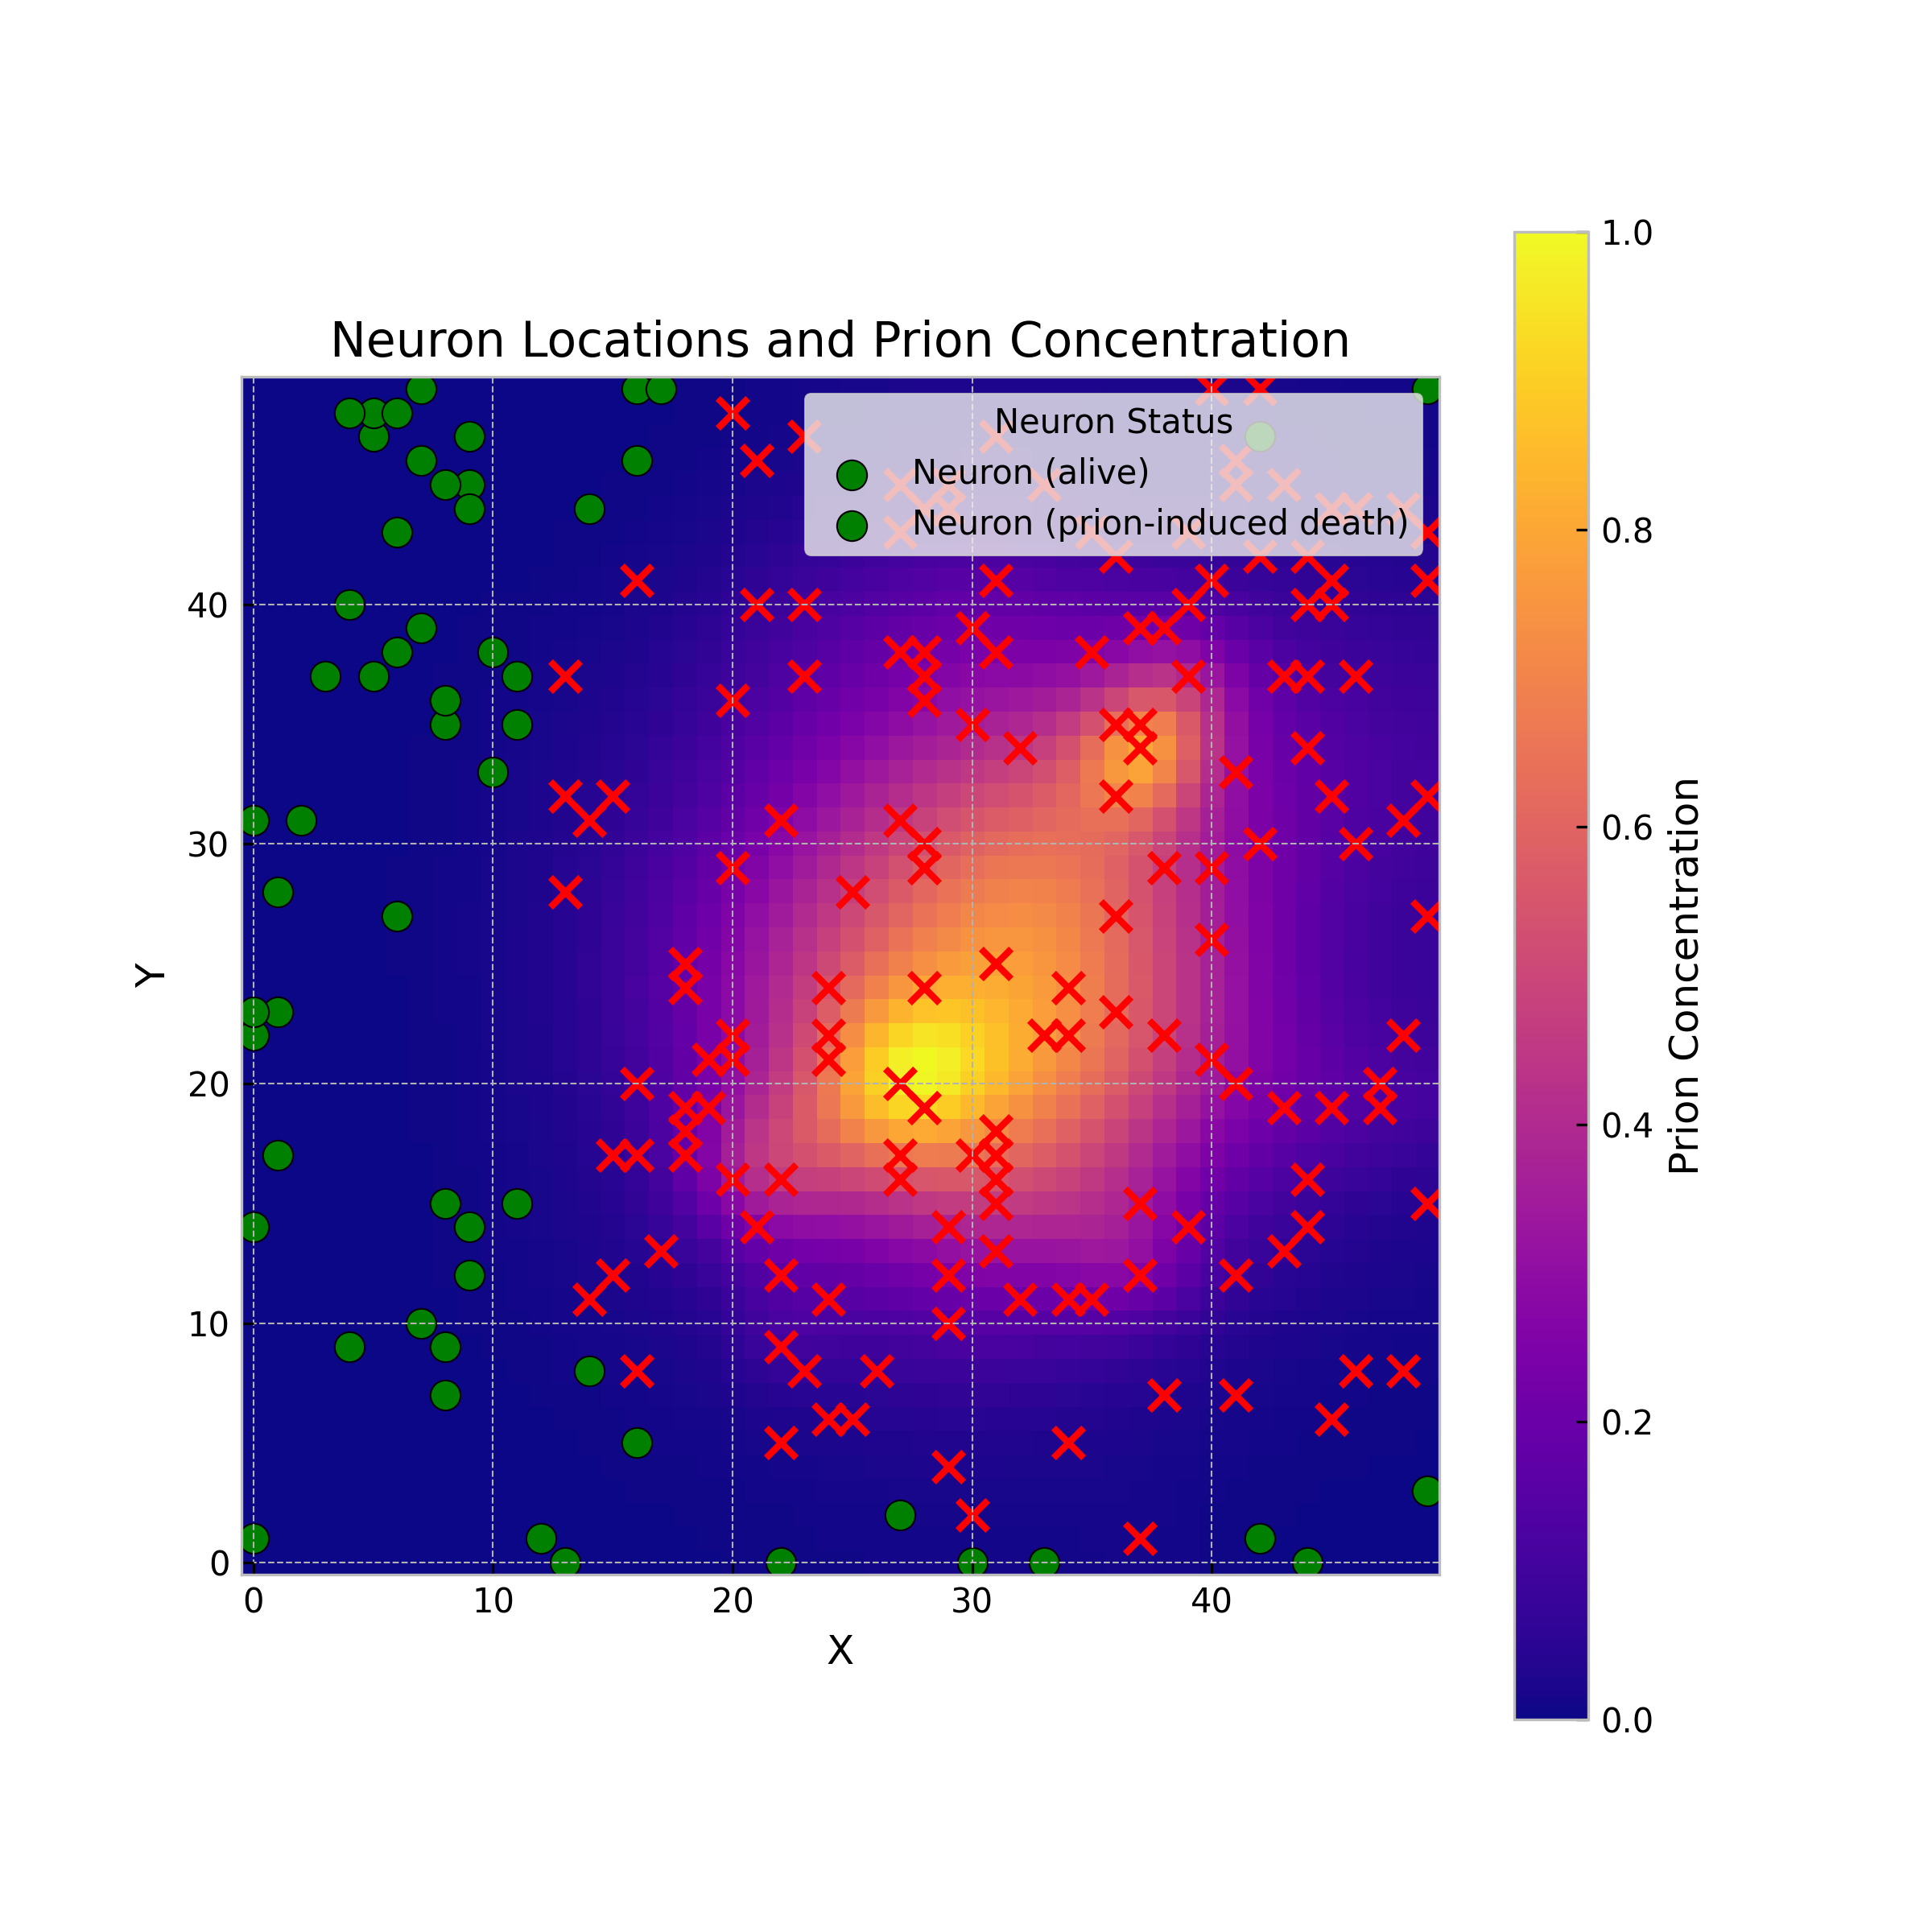 Neuron Locations and Prion Concentration
Neuron Status
Neuron (alive)
Neuron (prion-induced death)
40
30
20
10
0
Y
0 10 20 30 40
X
1.0
0.8
0.6
0.4
0.2
0.0
Prion Concentration